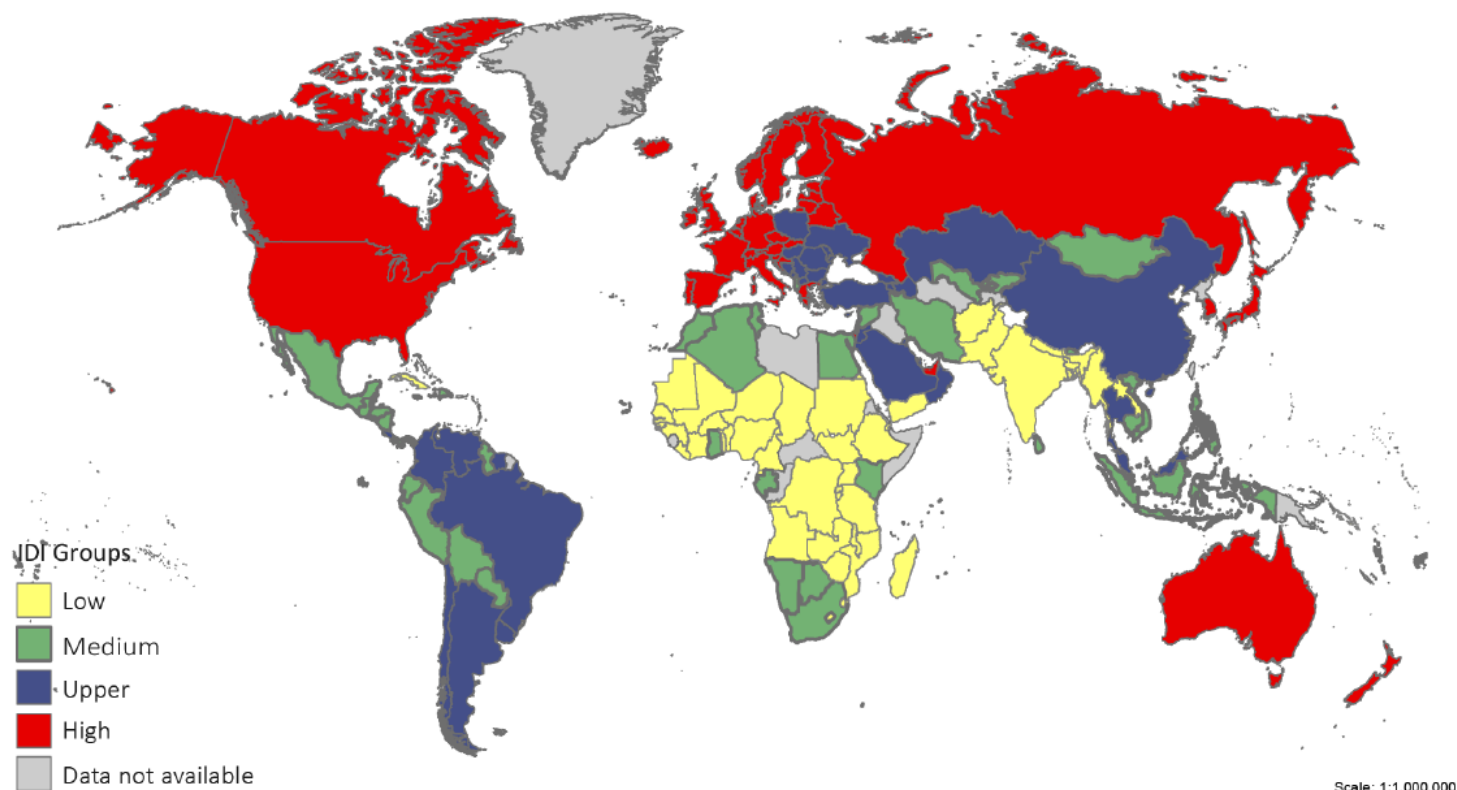 IDI Groups
Low
Medium
Upper
High
Data not available
Scale: 1:1,000,000